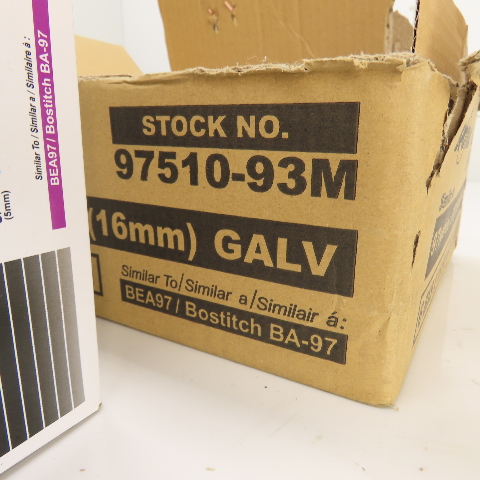 Similar To / Similar a / Similaire á :
BEA97 / Bostitch BA-97
(5mm)
STOCK NO.
97510-93M
(16mm) GALV
Similar To/Similar a/Similair á:
BEA97 / Bostitch BA-97